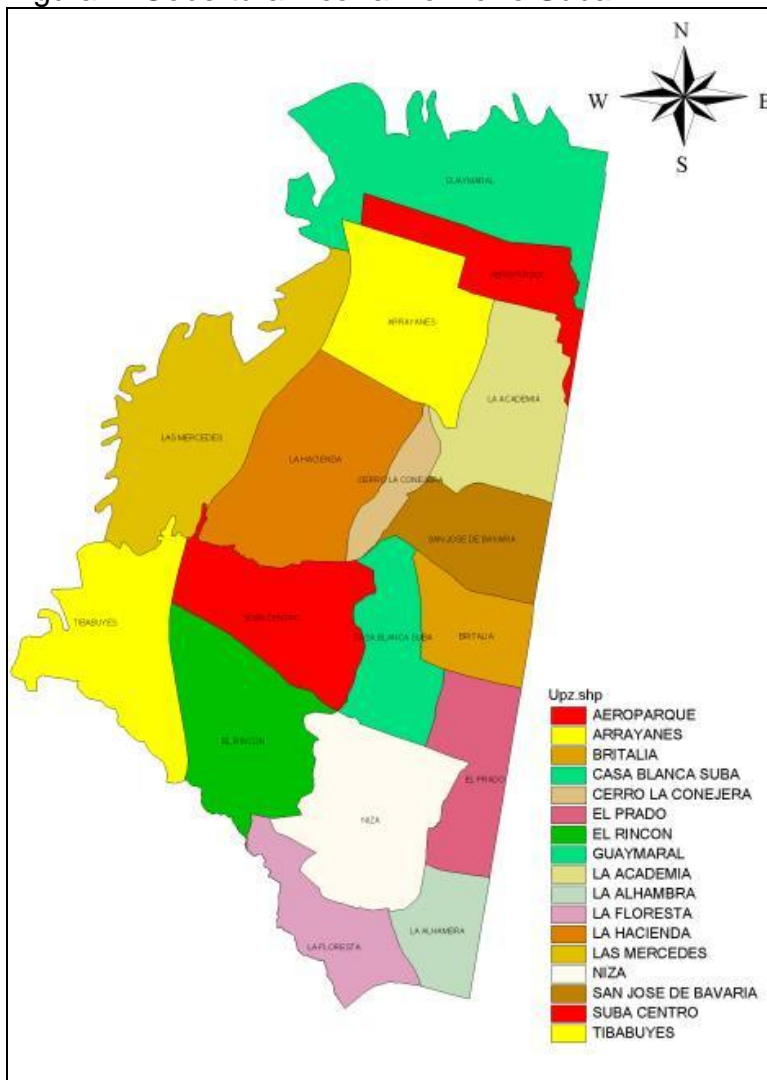 N
W E
S
GUAYMARAL
AEROPARQUE
ARRAYANES
LA ACADEMIA
LAS MERCEDES
LA HACIENDA
CERRO LA CONEJERA
SAN JOSE DE BAVARIA
TIBABUYES
SUBA CENTRO
CASA BLANCA SUBA
BRITALIA
EL RINCON
EL PRADO
NIZA
LA ALHAMBRA
LA FLORESTA
Upz.shp
AEROPARQUE
ARRAYANES
BRITALIA
CASA BLANCA SUBA
CERRO LA CONEJERA
EL PRADO
EL RINCON
GUAYMARAL
LA ACADEMIA
LA ALHAMBRA
LA FLORESTA
LA HACIENDA
LAS MERCEDES
NIZA
SAN JOSE DE BAVARIA
SUBA CENTRO
TIBABUYES